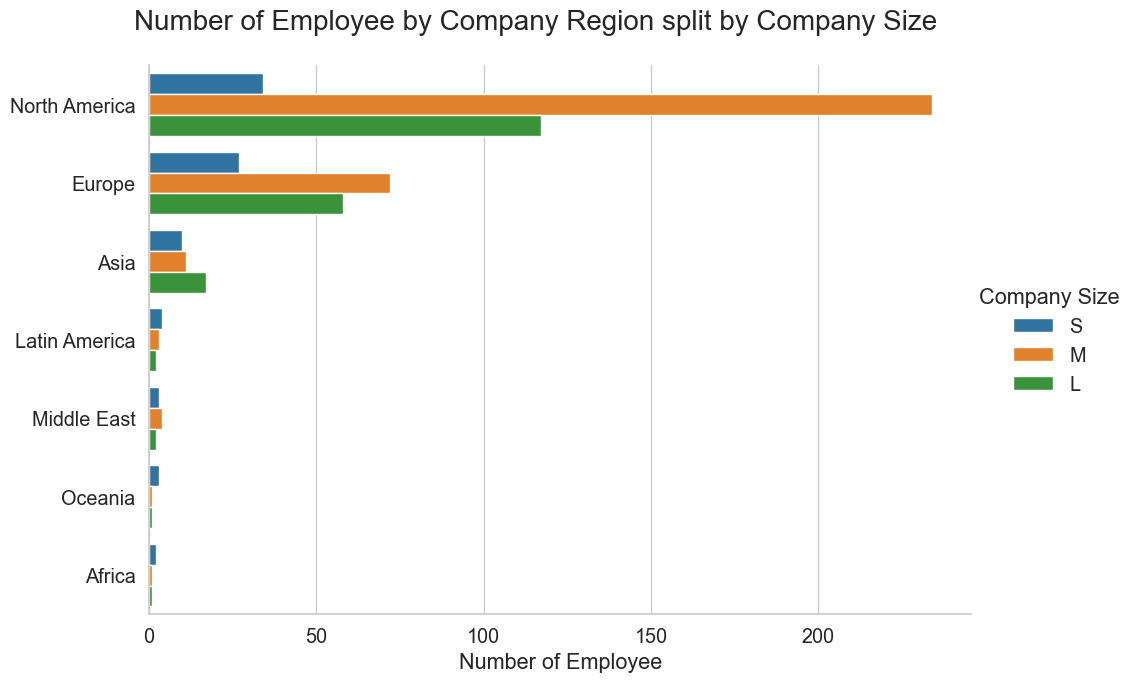 Number of Employee by Company Region split by Company Size
North America
Europe
Asia
Latin America
Middle East
Oceania
Africa
0
50
100
150
200
Number of Employee
Company Size
S
M
L